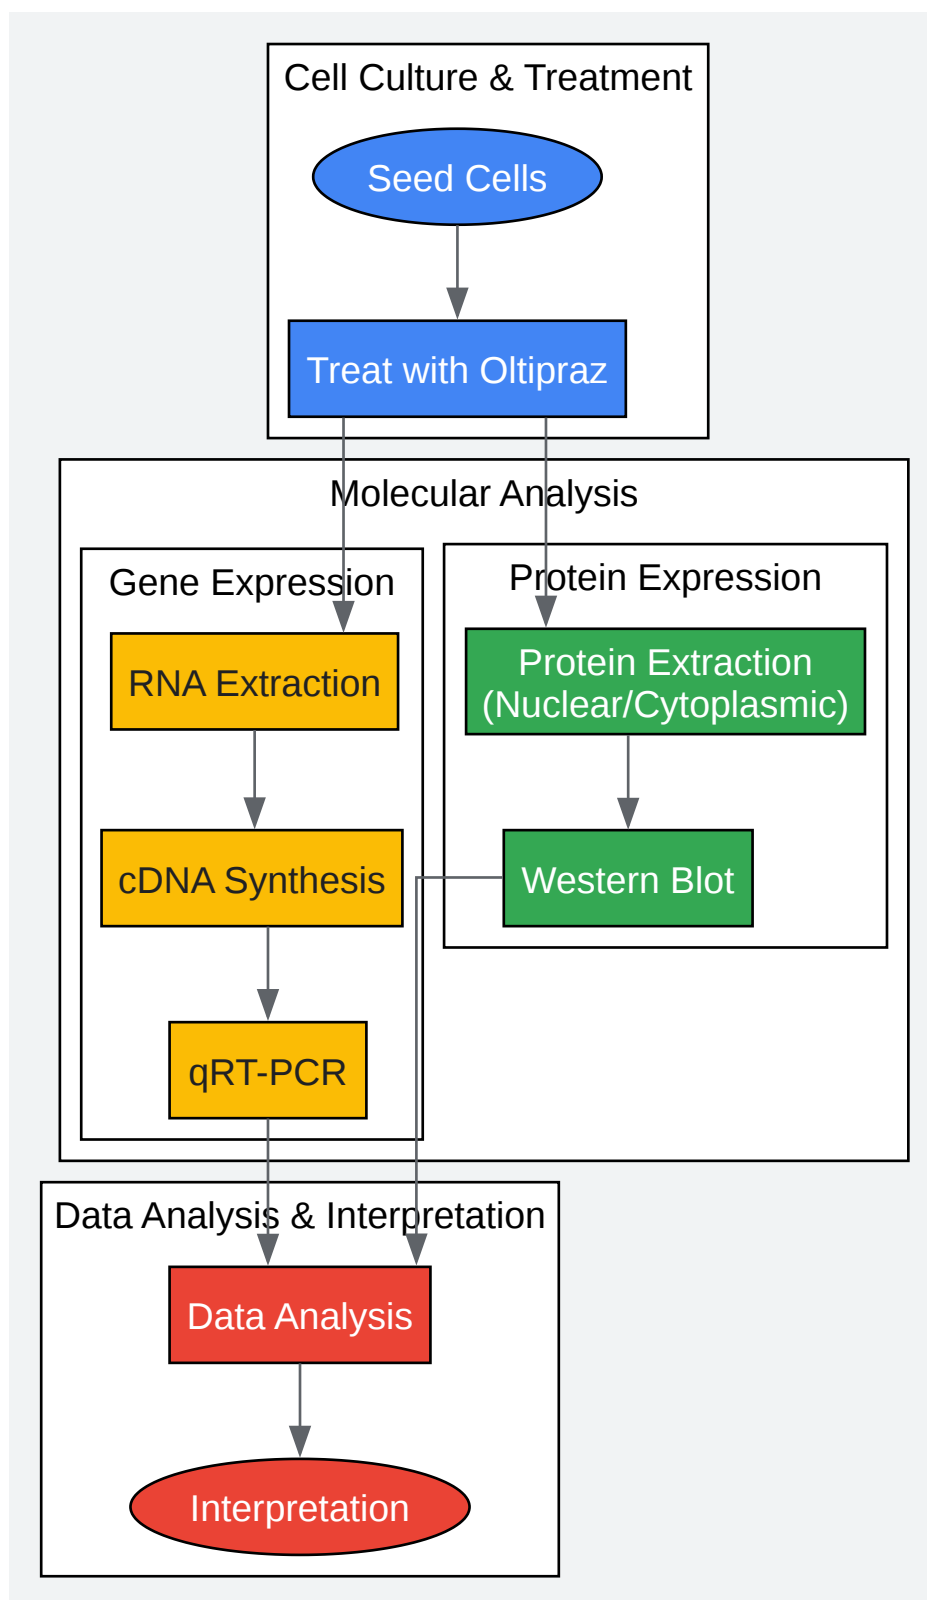 Cell Culture & Treatment
Seed Cells
Treat with Oltipraz
Molecular Analysis
Gene Expression
RNA Extraction
cDNA Synthesis
qRT-PCR
Protein Expression
Protein Extraction
(Nuclear/Cytoplasmic)
Western Blot
Data Analysis & Interpretation
Data Analysis
Interpretation